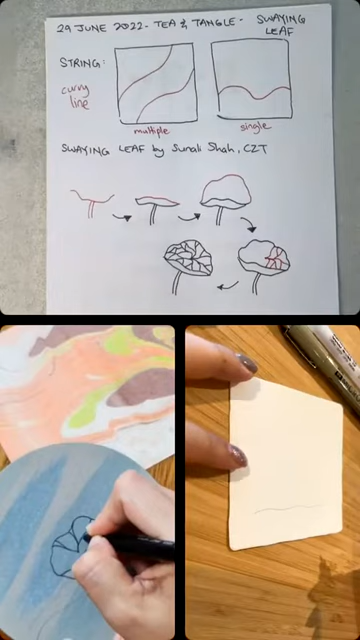 29 JUNE 2022 - TEA & TANGLE - SWAYING
LEAF
STRING:
curvy
line
multiple
single
SWAYING LEAF by Sunali Shah, CZT